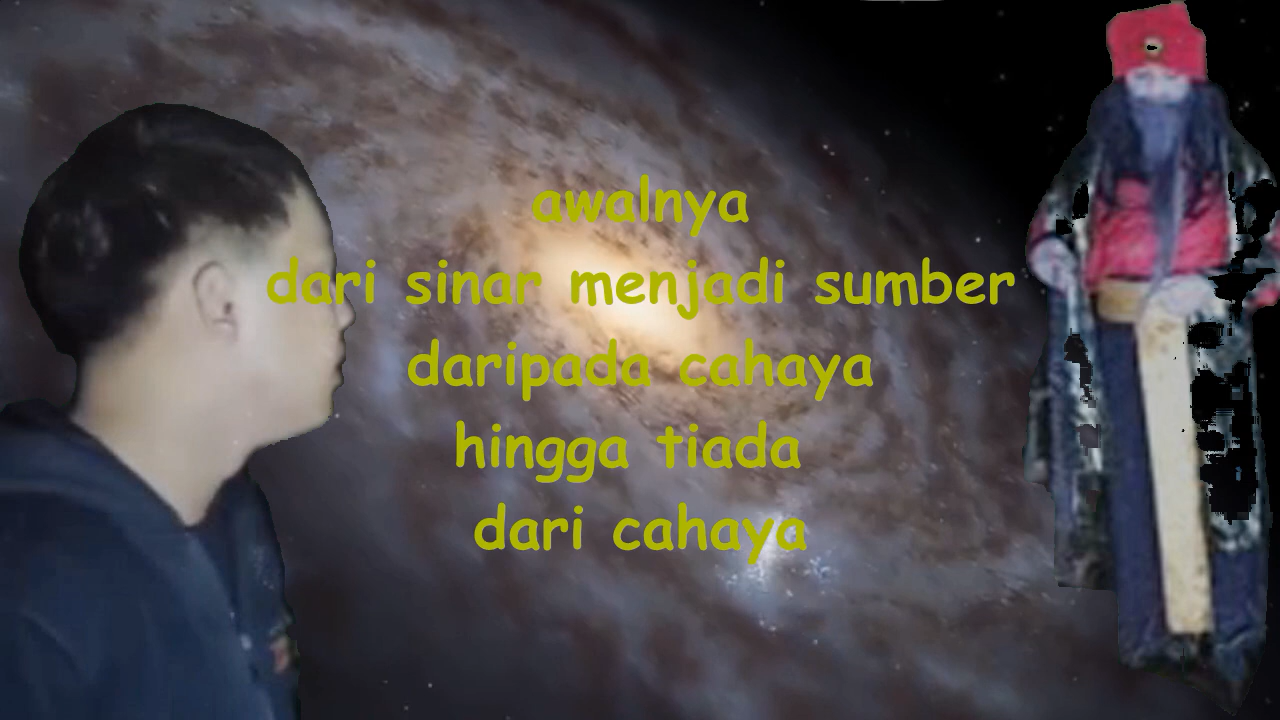 awalnya
dari sinar menjadi sumber
daripada cahaya
hingga tiada
dari cahaya